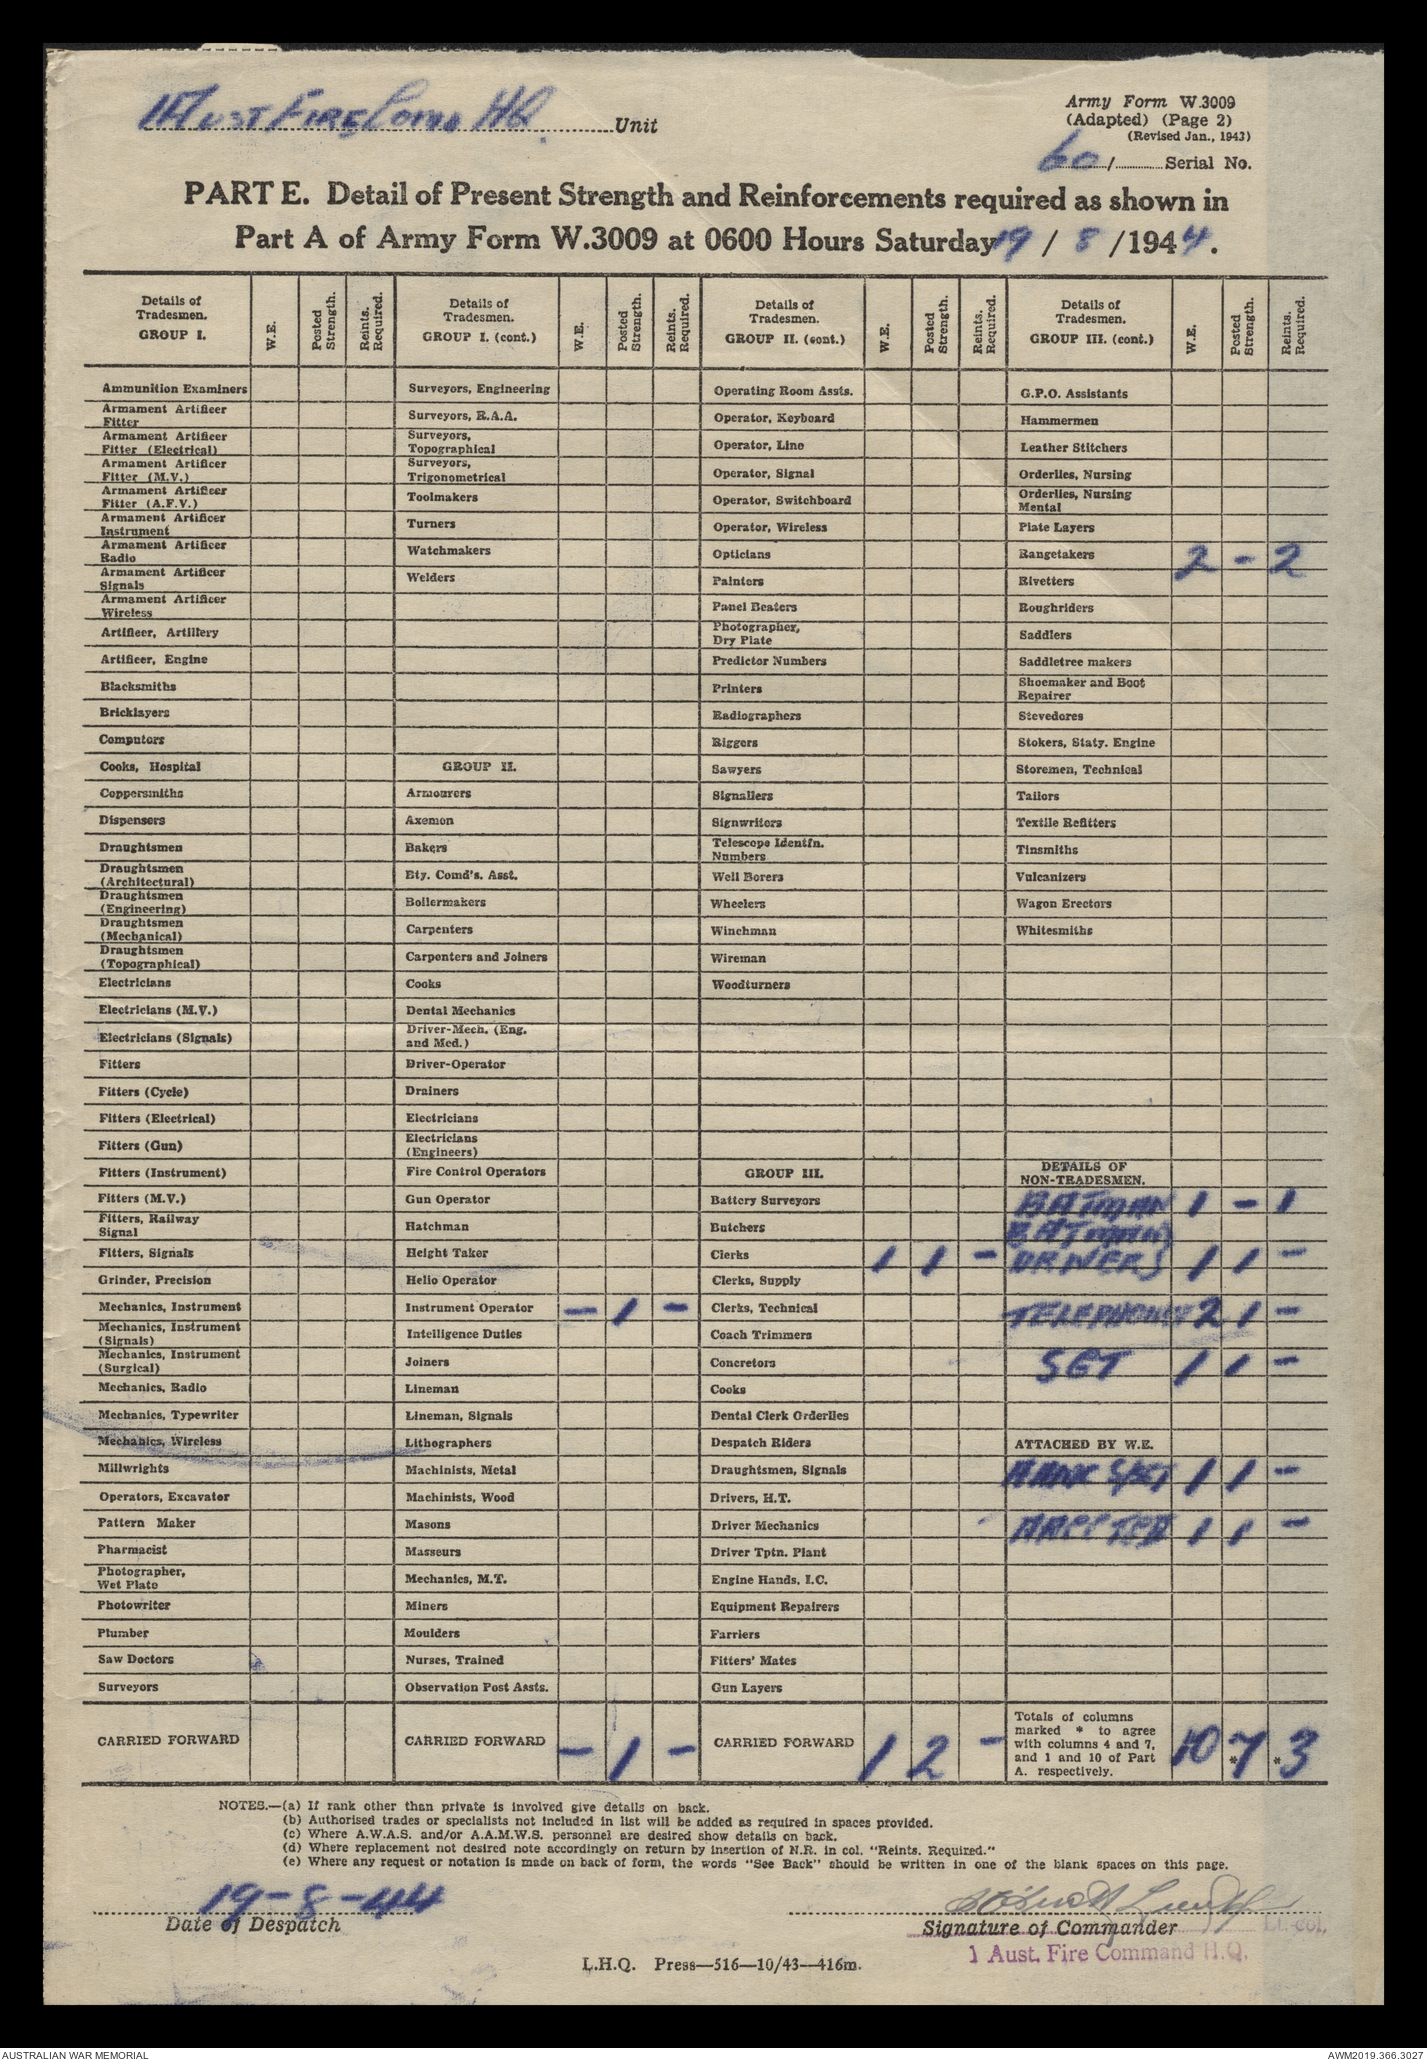 1 Aust Fire Comd HQ Unit
Army Form W.3009
(Adapted) (Page 2)
(Revised Jan., 1943)
60 / Serial No.
PART E. Detail of Present Strength and Reinforcements required as shown in
Part A of Army Form W.3009 at 0600 Hours Saturday 19 / 8 /1944.
Details of Tradesmen. GROUP I. W.E. Posted Strength. Reints. Required.
Ammunition Examiners
Armament Artificer Fitter
Armament Artificer Fitter (Electrical)
Armament Artificer Fitter (M.V.)
Armament Artificer Fitter (A.F.V.)
Armament Artificer Instrument
Armament Artificer Radio
Armament Artificer Signals
Armament Artificer Wireless
Artificer, Artillery
Artificer, Engine
Blacksmiths
Bricklayers
Computors
Cooks, Hospital
Coppersmiths
Dispensers
Draughtsmen
Draughtsmen (Architectural)
Draughtsmen (Engineering)
Draughtsmen (Mechanical)
Draughtsmen (Topographical)
Electricians
Electricians (M.V.)
Electricians (Signals)
Fitters
Fitters (Cycle)
Fitters (Electrical)
Fitters (Gun)
Fitters (Instrument)
Fitters (M.V.)
Fitters, Railway Signal
Fitters, Signals
Grinder, Precision
Mechanics, Instrument
Mechanics, Instrument (Signals)
Mechanics, Instrument (Surgical)
Mechanics, Radio
Mechanics, Typewriter
Mechanics, Wireless
Millwrights
Operators, Excavator
Pattern Maker
Pharmacist
Photographer, Wet Plate
Photowriter
Plumber
Saw Doctors
Surveyors
CARRIED FORWARD
Details of Tradesmen. GROUP I. (cont.) W.E. Posted Strength. Reints. Required.
Surveyors, Engineering
Surveyors, R.A.A.
Surveyors, Topographical
Surveyors, Trigonometrical
Toolmakers
Turners
Watchmakers
Welders
GROUP II.
Armourers
Axemen
Bakers
Bty. Comd's. Asst.
Boilermakers
Carpenters
Carpenters and Joiners
Cooks
Dental Mechanics
Driver-Mech. (Eng. and Med.)
Driver-Operator
Drainers
Electricians
Electricians (Engineers)
Fire Control Operators
Gun Operator
Hatchman
Height Taker
Helio Operator
Instrument Operator - 1 -
Intelligence Duties
Joiners
Lineman
Lineman, Signals
Lithographers
Machinists, Metal
Machinists, Wood
Masons
Masseurs
Mechanics, M.T.
Miners
Moulders
Nurses, Trained
Observation Post Assts.
CARRIED FORWARD - 1 -
Details of Tradesmen. GROUP II. (cont.) W.E. Posted Strength. Reints. Required.
Operating Room Assts.
Operator, Keyboard
Operator, Line
Operator, Signal
Operator, Switchboard
Operator, Wireless
Opticians
Painters
Panel Beaters
Photographer, Dry Plate
Predictor Numbers
Printers
Radiographers
Riggers
Sawyers
Signallers
Signwriters
Telescope Identfn. Numbers
Well Borers
Wheelers
Winchman
Wireman
Woodturners
GROUP III.
Battery Surveyors
Butchers
Clerks 1 1 -
Clerks, Supply
Clerks, Technical
Coach Trimmers
Concretors
Cooks
Dental Clerk Orderlies
Despatch Riders
Draughtsmen, Signals
Drivers, H.T.
Driver Mechanics
Driver Tptn. Plant
Engine Hands, I.C.
Equipment Repairers
Farriers
Fitters' Mates
Gun Layers
CARRIED FORWARD 1 2 -
Details of Tradesmen. GROUP III. (cont.) W.E. Posted Strength. Reints. Required.
G.P.O. Assistants
Hammermen
Leather Stitchers
Orderlies, Nursing
Orderlies, Nursing Mental
Plate Layers
Rangetakers 2 - 2
Rivetters
Roughriders
Saddlers
Saddletree makers
Shoemaker and Boot Repairer
Stevedores
Stokers, Staty. Engine
Storemen, Technical
Tailors
Textile Refitters
Tinsmiths
Vulcanizers
Wagon Erectors
Whitesmiths
DETAILS OF NON-TRADESMEN.
BATMAN 1 - 1
BATMAN
DRIVERS 1 1 -
2 1 -
SGT 1 1 -
ATTACHED BY W.E.
1 1 -
1 1 -
Totals of columns marked * to agree with columns 4 and 7, and 1 and 10 of Part A. respectively. 10 *7 *3
NOTES.—(a) If rank other than private is involved give details on back.
(b) Authorised trades or specialists not included in list will be added as required in spaces provided.
(c) Where A.W.A.S. and/or A.A.M.W.S. personnel are desired show details on back.
(d) Where replacement not desired note accordingly on return by insertion of N.R. in col. "Reints. Required."
(e) Where any request or notation is made on back of form, the words "See Back" should be written in one of the blank spaces on this page.
19-8-44
Date of Despatch
Signature of Commander
Lt. col.
1 Aust. Fire Command H.Q.
L.H.Q. Press—516—10/43—416m.
AUSTRALIAN WAR MEMORIAL
AWM2019.366.3027